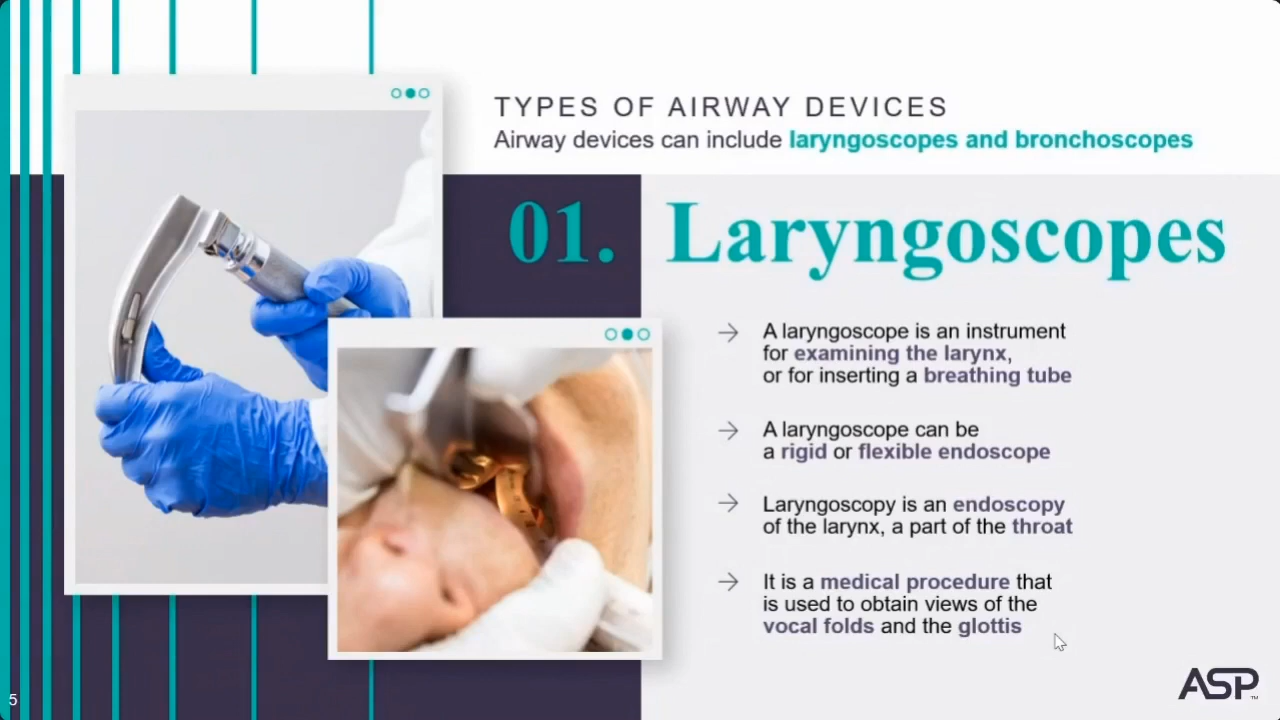 TYPES OF AIRWAY DEVICES
Airway devices can include laryngoscopes and bronchoscopes
01. Laryngoscopes
→ A laryngoscope is an instrument
for examining the larynx,
or for inserting a breathing tube
→ A laryngoscope can be
a rigid or flexible endoscope
→ Laryngoscopy is an endoscopy
of the larynx, a part of the throat
→ It is a medical procedure that
is used to obtain views of the
vocal folds and the glottis
5
ASP™